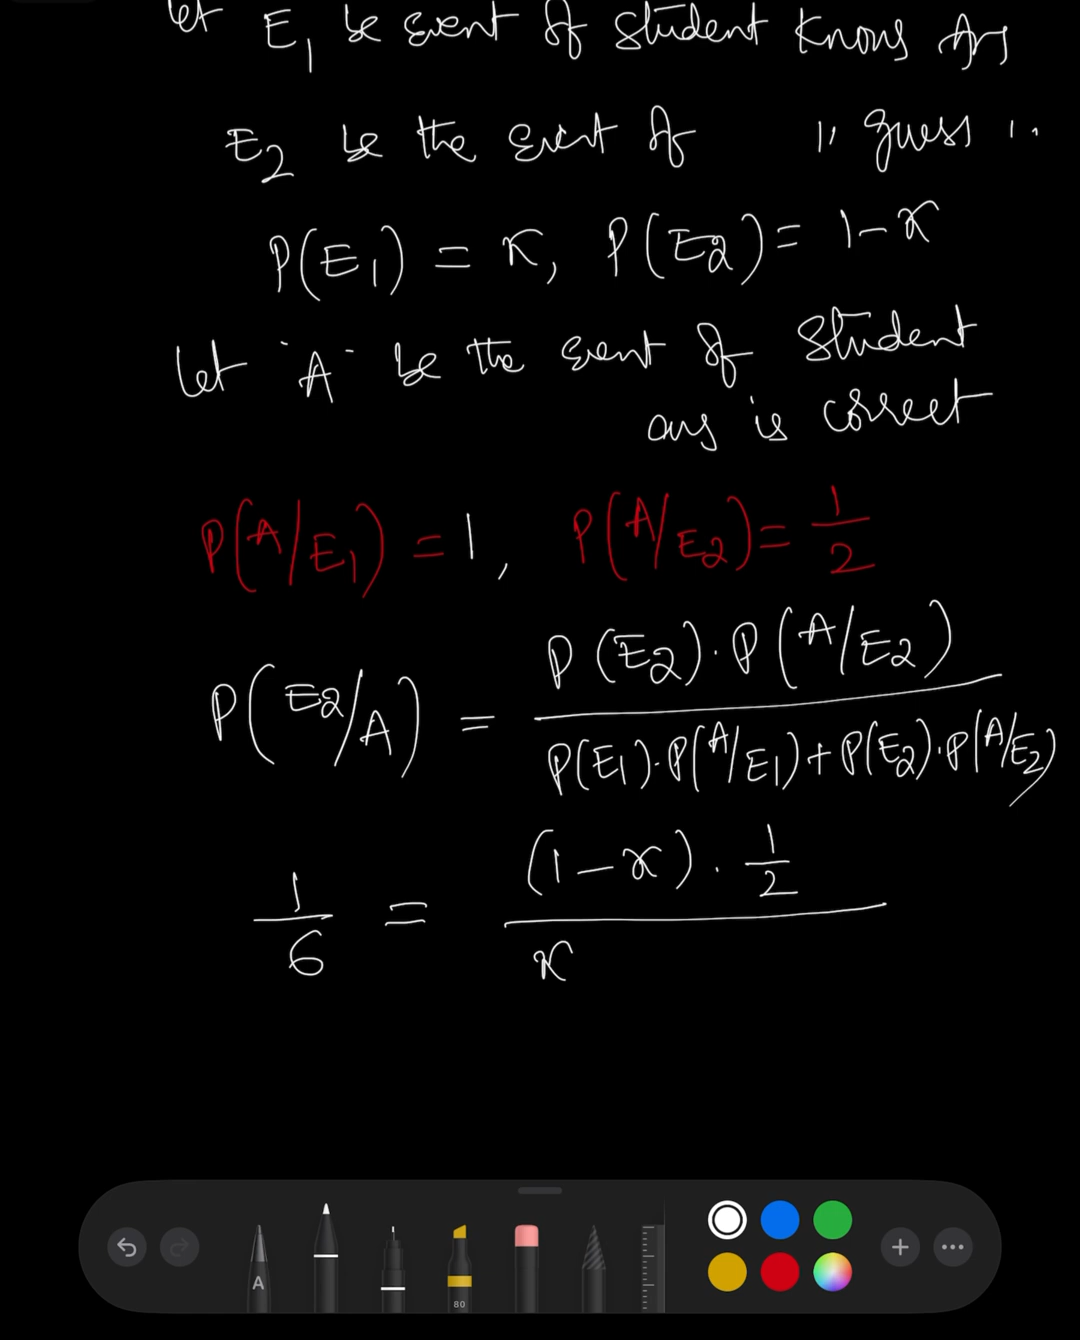 let E₁ be event of student knows Ans
E₂ be the event of " guess "
P(E₁) = x, P(E₂) = 1-x
let "A" be the event of student
ans is correct
P(A/E₁) = 1, P(A/E₂) = 1/2
P(E₂/A) = P(E₂).P(A/E₂) / P(E₁).P(A/E₁)+P(E₂).P(A/E₂)
1/6 = (1-x).1/2 / x
A
80